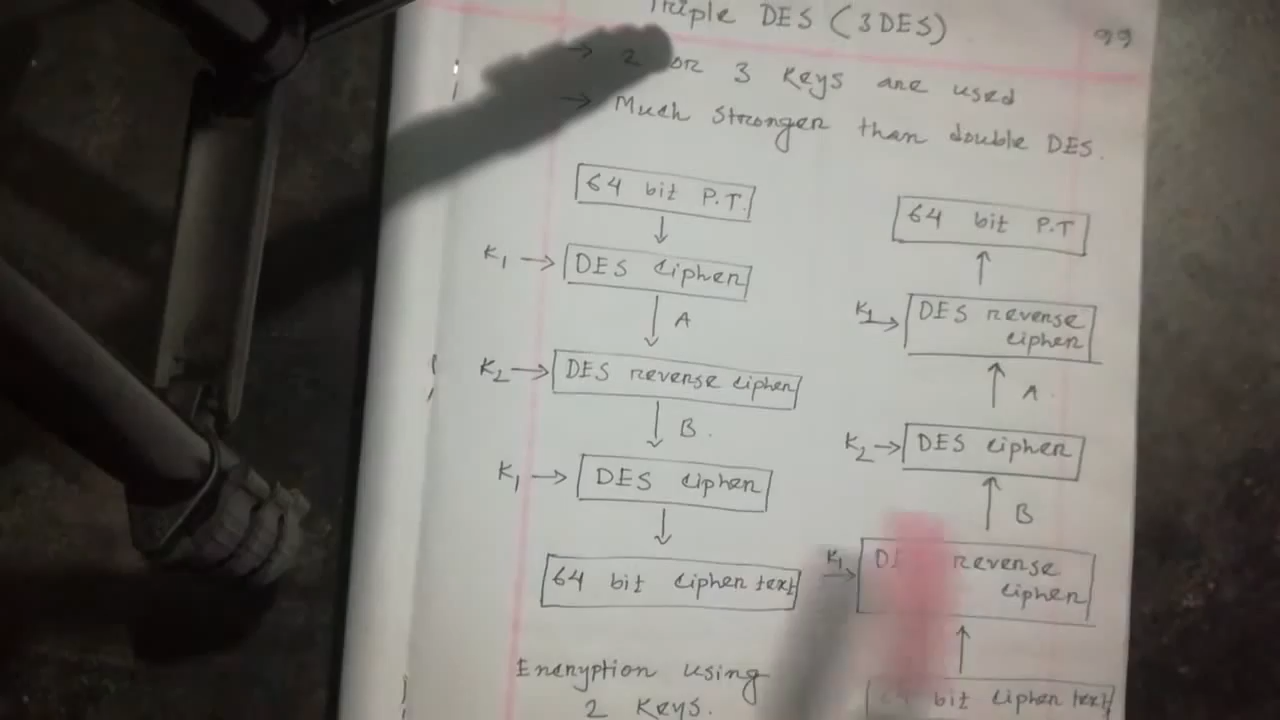 Triple DES (3DES)
99
→ 2 or 3 Keys are used
→ Much stronger than double DES.
64 bit P.T.
K1 → DES cipher
A
K2 → DES reverse cipher
B.
K1 → DES cipher
64 bit cipher text
Encryption using
2 Keys.
64 bit P.T
K1 → DES reverse
cipher
A.
K2 → DES cipher
B
K1 → reverse
cipher
bit cipher text